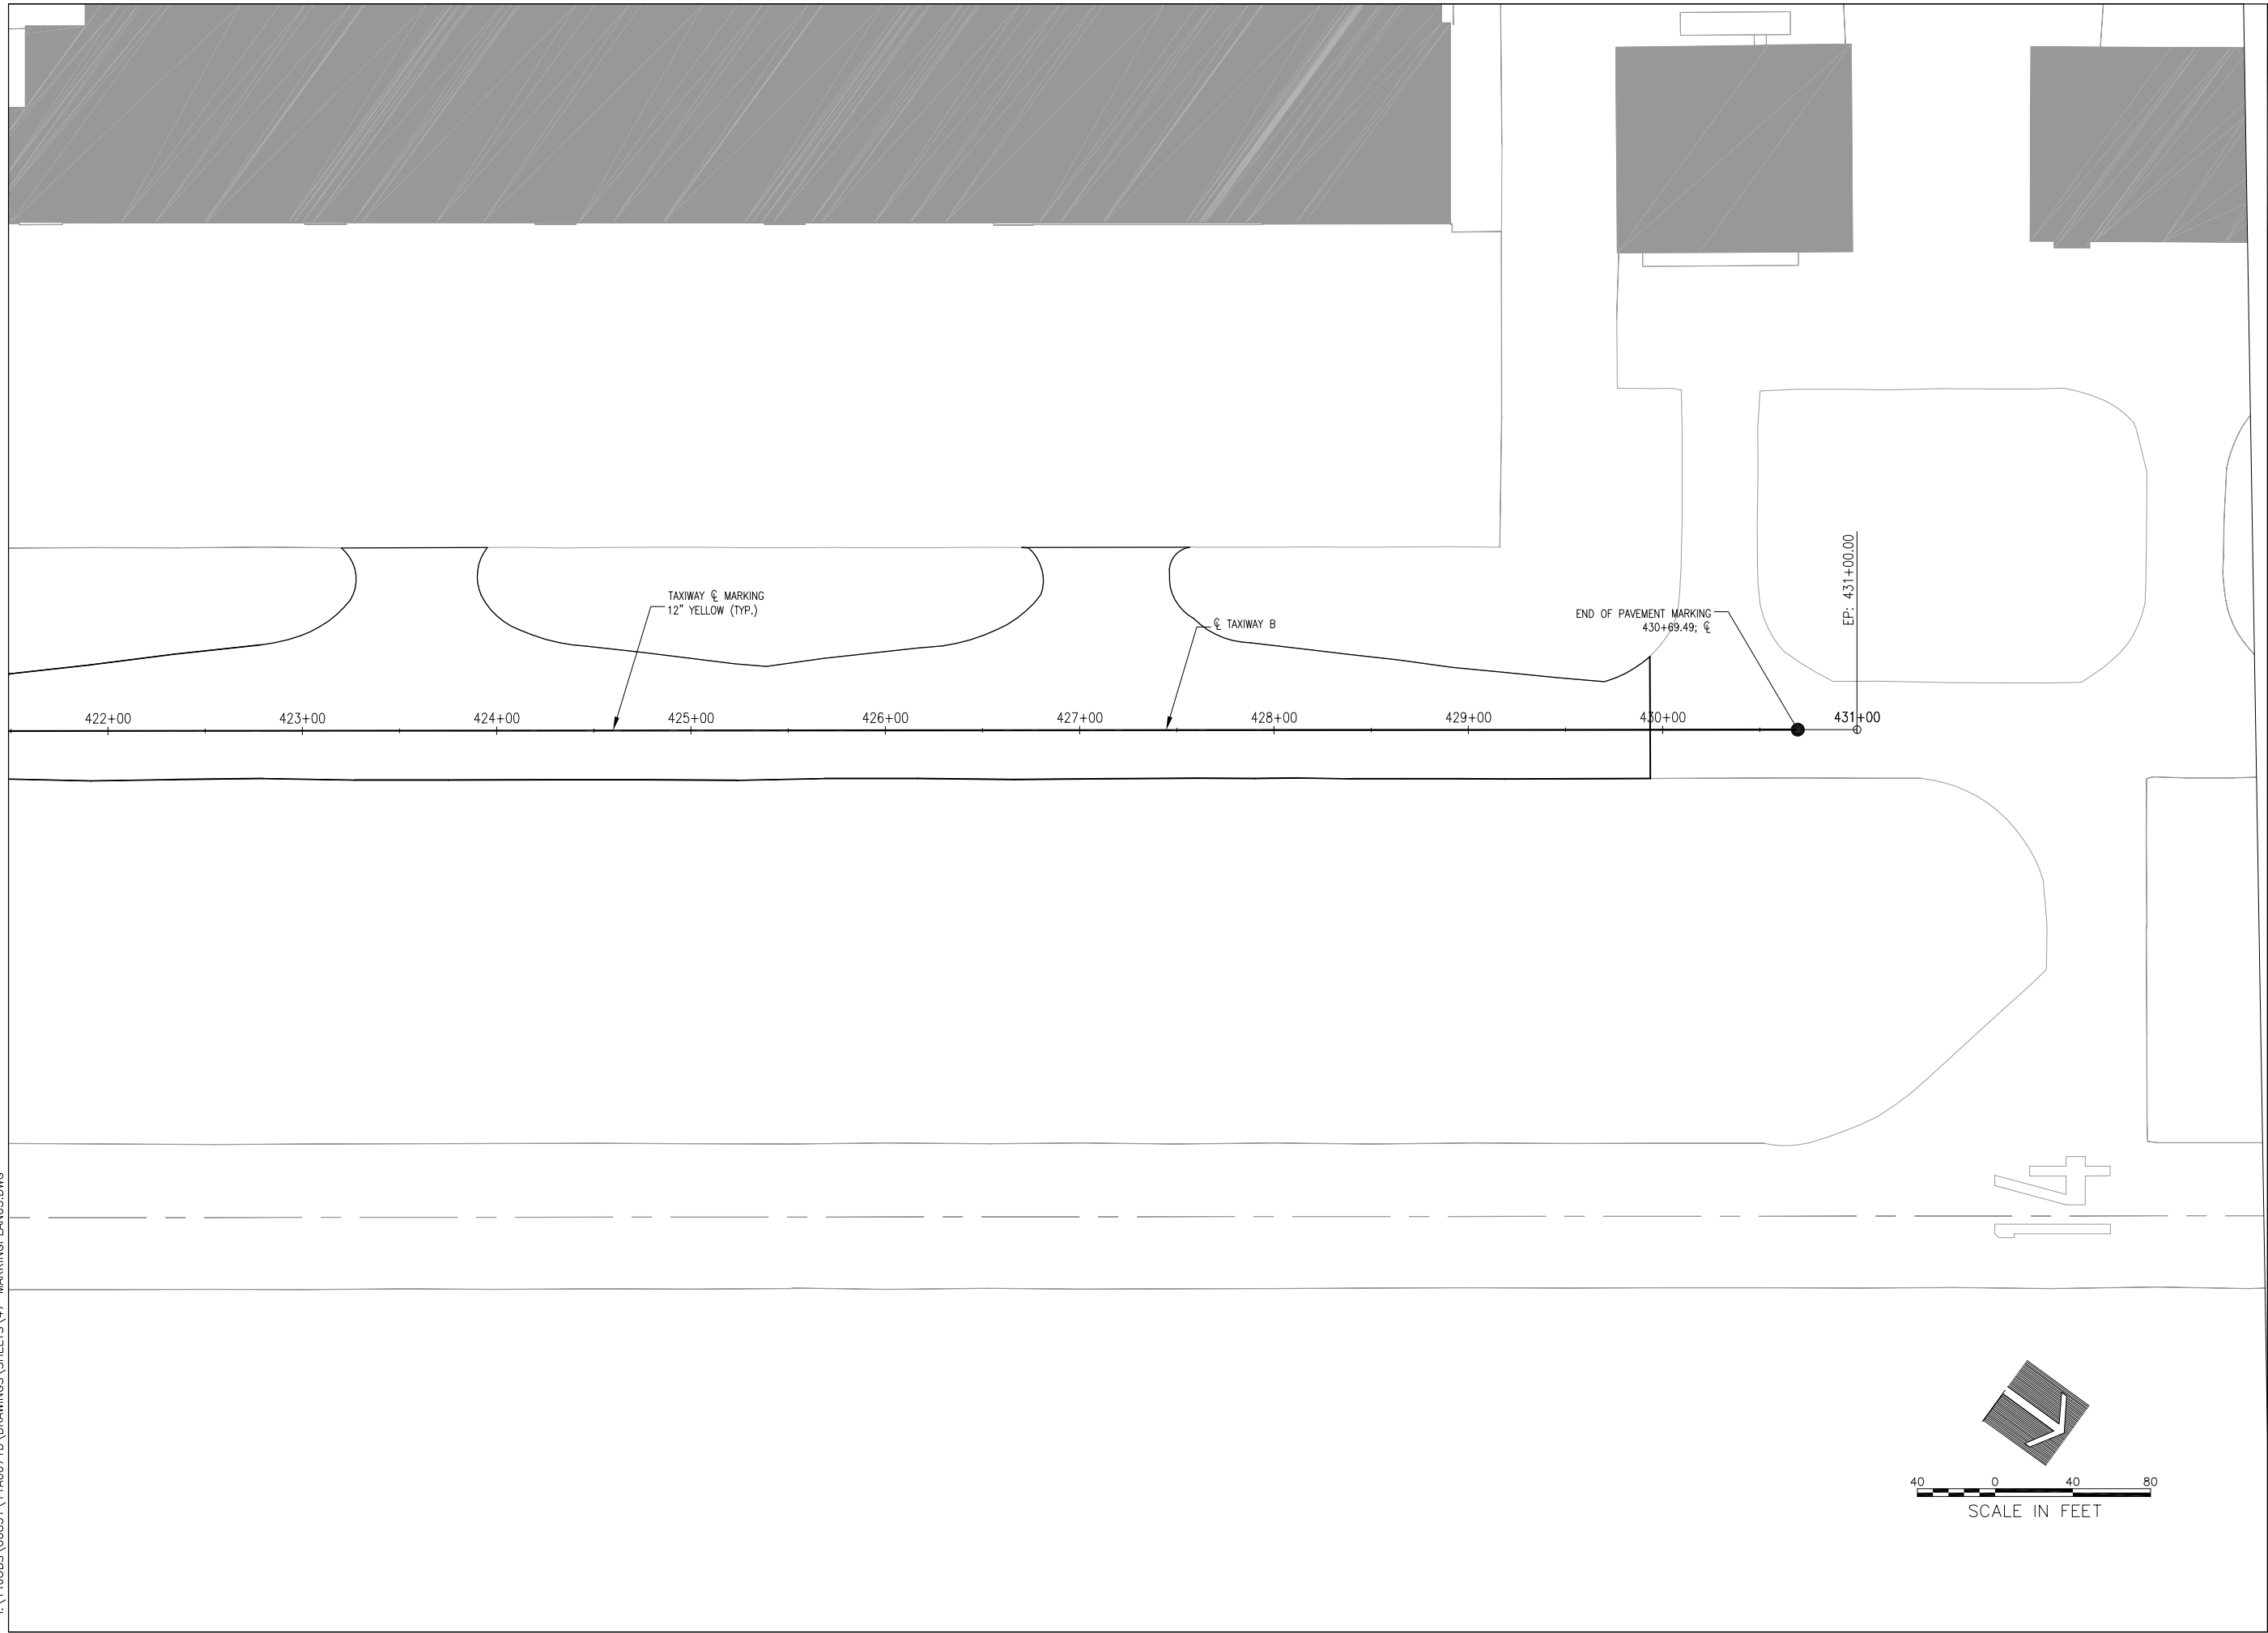 TAXIWAY ℄ MARKING
12" YELLOW (TYP.)
℄ TAXIWAY B
END OF PAVEMENT MARKING
430+69.49; ℄
EP: 431+00.00
422+00
423+00
424+00
425+00
426+00
427+00
428+00
429+00
430+00
431+00
14
40 0 40 80
SCALE IN FEET